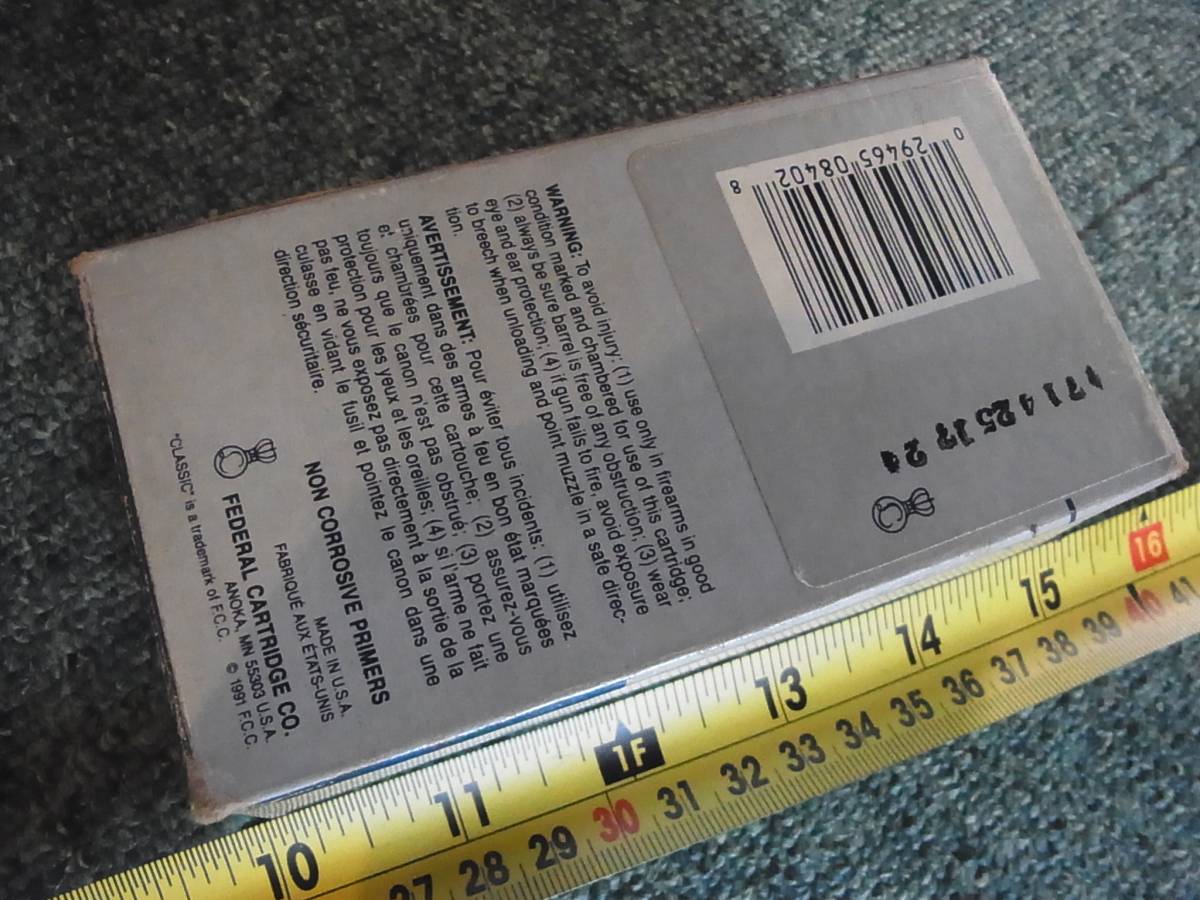 WARNING: To avoid injury: (1) use only in firearms in good
condition marked and chambered for use of this cartridge;
(2) always be sure barrel is free of any obstruction; (3) wear
eye and ear protection; (4) if gun fails to fire, avoid exposure
to breech when unloading and point muzzle in a safe direc-
tion.
AVERTISSEMENT: Pour éviter tous incidents: (1) utilisez
uniquement dans des armes à feu en bon état marquées
et chambrées pour cette cartouche; (2) assurez-vous
toujours que le canon n'est pas obstrué; (3) portez une
protection pour les yeux et les oreilles; (4) si l'arme ne fait
pas feu, ne vous exposez pas directement à la sortie de la
culasse en vidant le fusil et pointez le canon dans une
direction sécuritaire.
NON CORROSIVE PRIMERS
MADE IN U.S.A.
FABRIQUÉ AUX ÉTATS-UNIS
FEDERAL CARTRIDGE CO.
ANOKA, MN 55303 U.S.A.
"CLASSIC" is a trademark of F.C.C. © 1991 F.C.C.
0 29465 08402 8
10 11 1F 13 14 15 16
27 28 29 30 31 32 33 34 35 36 37 38 39 40 41